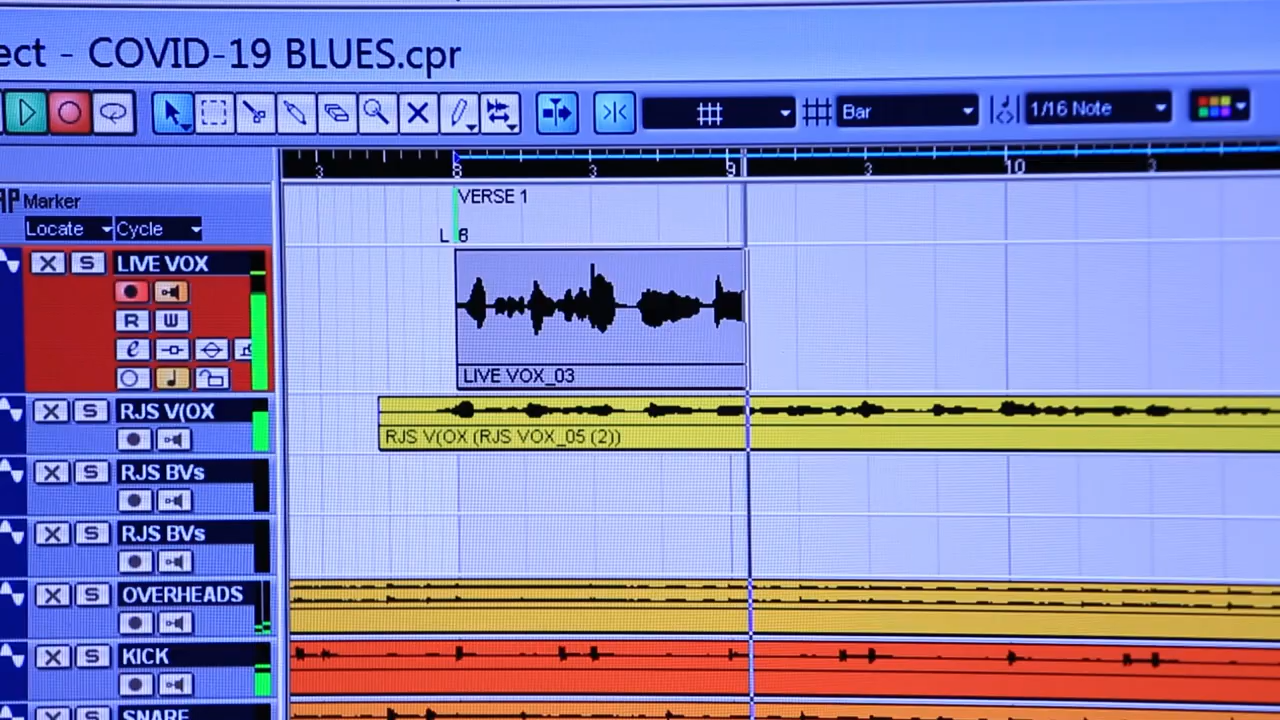 ect - COVID-19 BLUES.cpr
Bar
1/16 Note
3 8 3 9 3 10 3
Marker
VERSE 1
Locate Cycle
L 6
X S LIVE VOX
R W
e
LIVE VOX_03
X S RJS V(OX
RJS V(OX (RJS VOX_05 (2))
X S RJS BVs
X S RJS BVs
X S OVERHEADS
X S KICK
X S SNARE